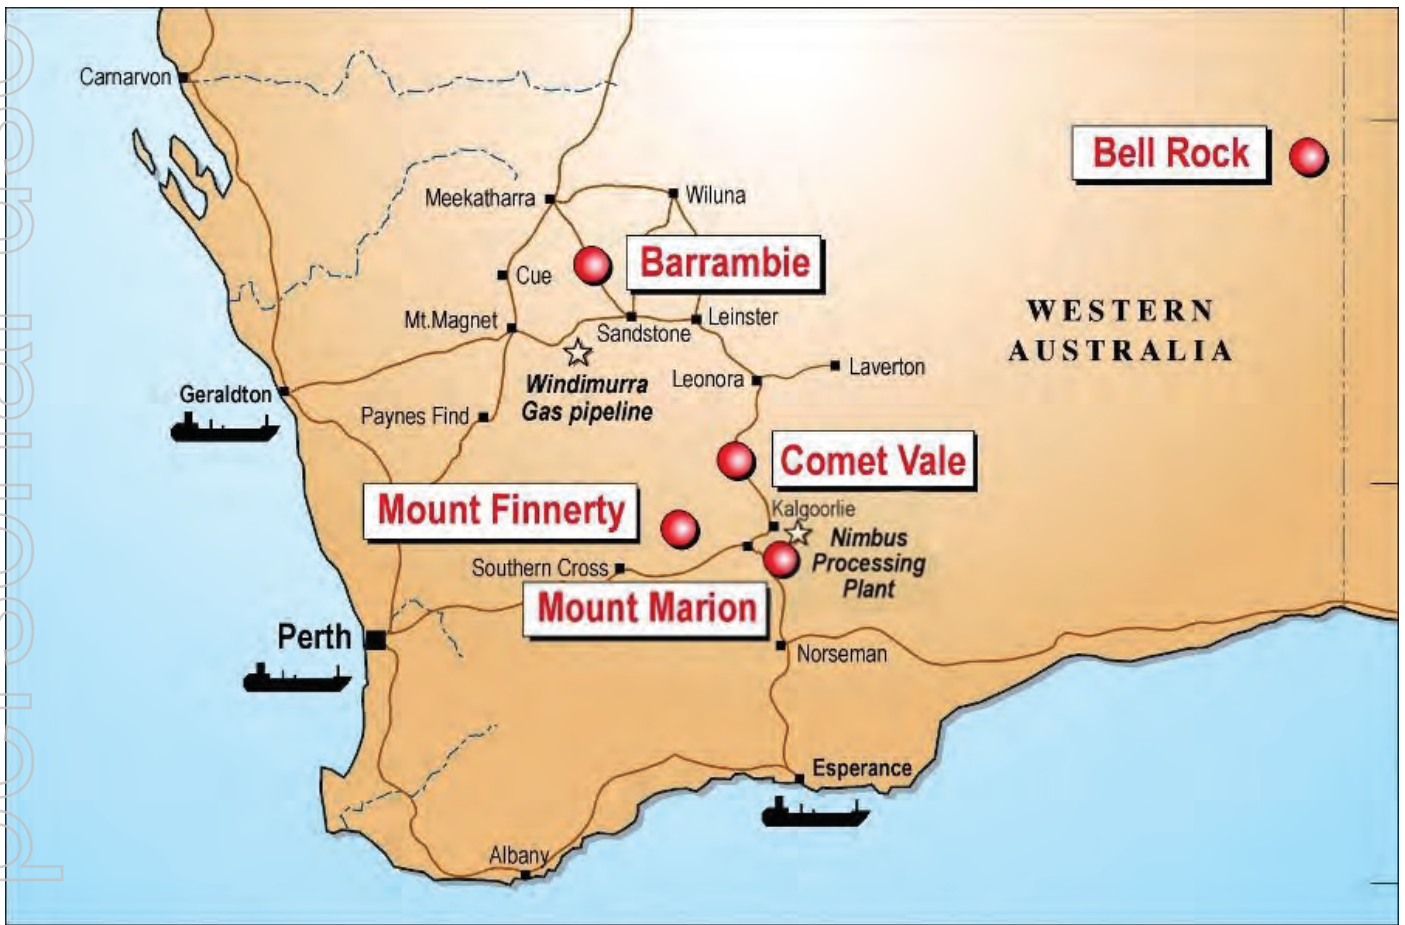 Carnarvon
Bell Rock
Meekatharra
Wiluna
Barrambie
Cue
WESTERN
AUSTRALIA
Mt.Magnet
Sandstone
Leinster
Windimurra
Gas pipeline
Leonora
Laverton
Geraldton
Paynes Find
Comet Vale
Mount Finnerty
Kalgoorlie
Nimbus
Processing
Plant
Southern Cross
Mount Marion
Perth
Norseman
Esperance
Albany